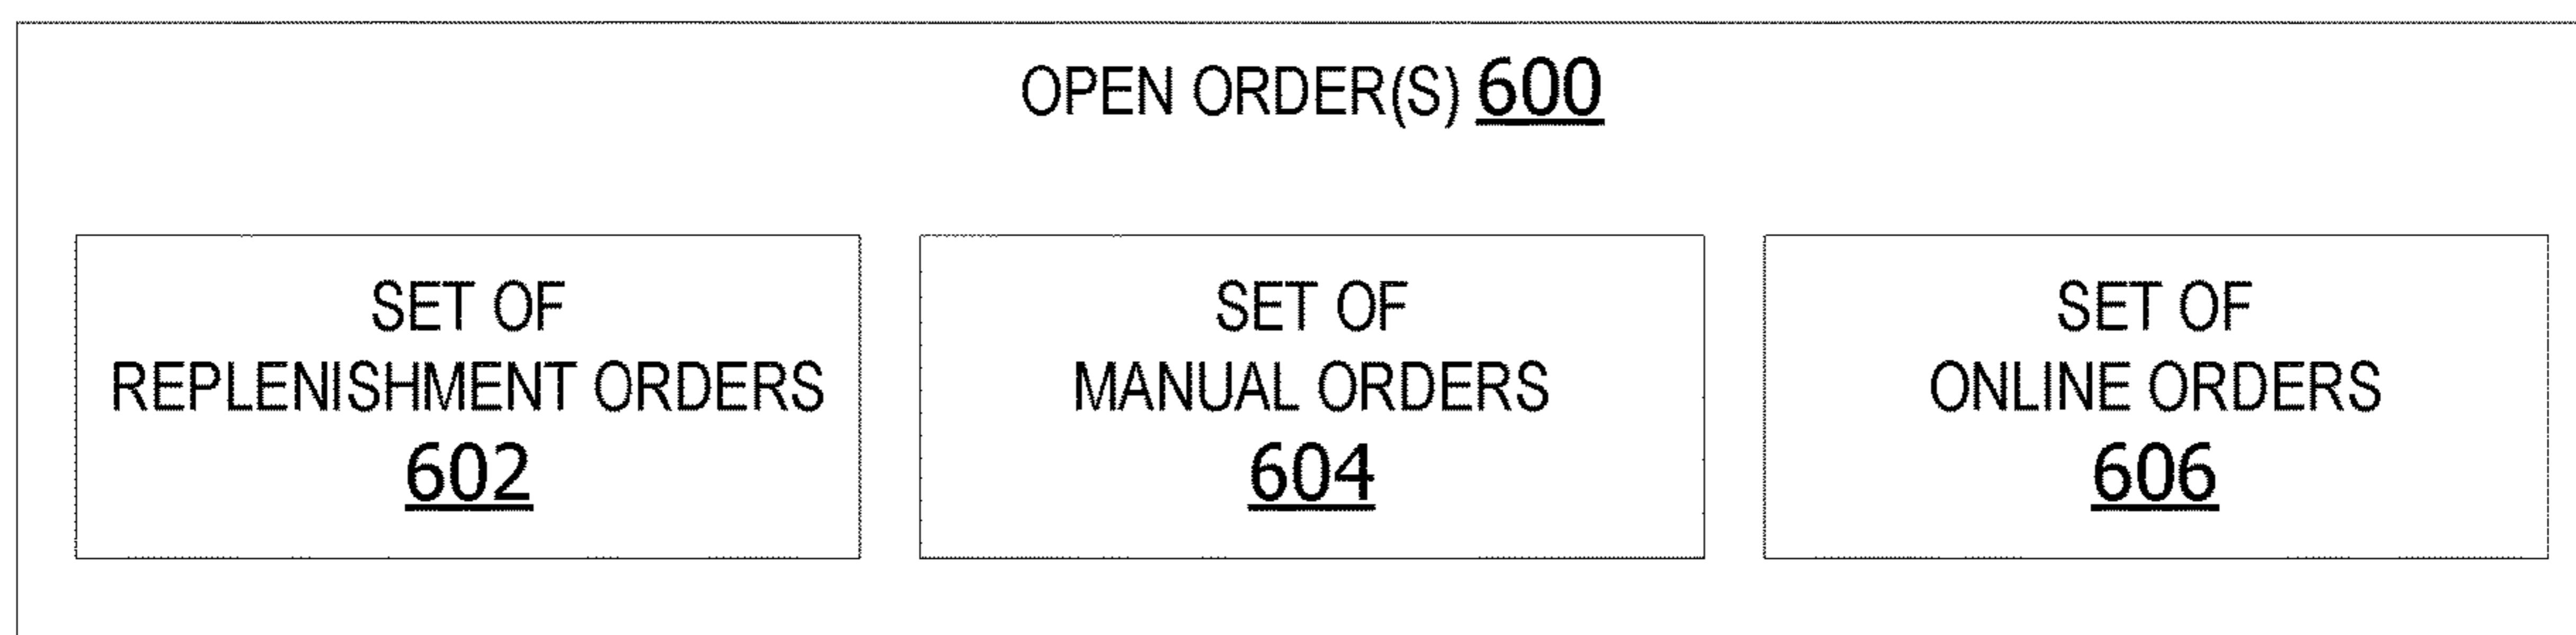 OPEN ORDER(S) 600
SET OF
REPLENISHMENT ORDERS
602
SET OF
MANUAL ORDERS
604
SET OF
ONLINE ORDERS
606